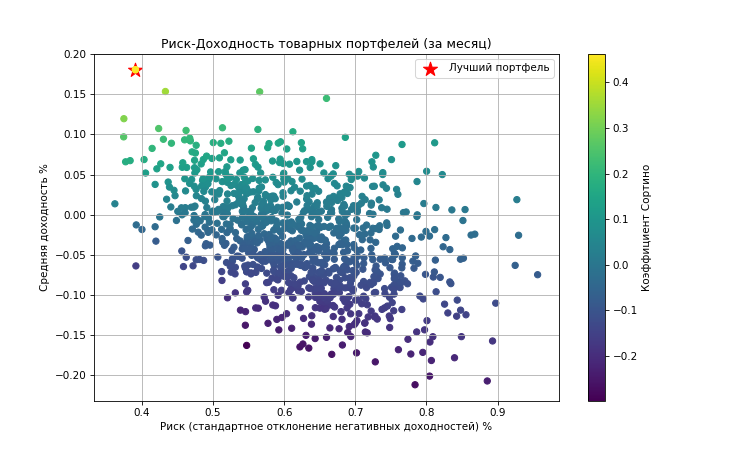 Риск-Доходность товарных портфелей (за месяц)
Лучший портфель
Средняя доходность %
0.20
0.15
0.10
0.05
0.00
−0.05
−0.10
−0.15
−0.20
0.4 0.5 0.6 0.7 0.8 0.9
Риск (стандартное отклонение негативных доходностей) %
0.4
0.3
0.2
0.1
0.0
−0.1
−0.2
Коэффициент Сортино